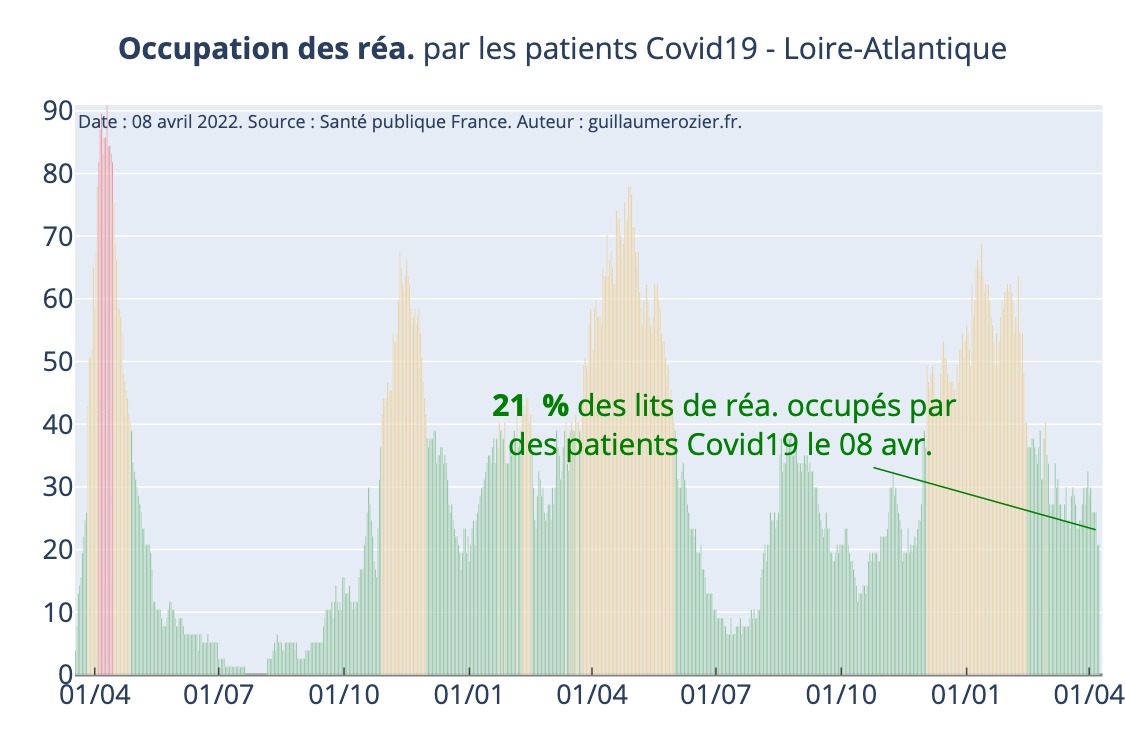 Occupation des réa. par les patients Covid19 - Loire-Atlantique
Date : 08 avril 2022. Source : Santé publique France. Auteur : guillaumerozier.fr.
90
80
70
60
50
40
30
20
10
0
21 % des lits de réa. occupés par
des patients Covid19 le 08 avr.
01/04 01/07 01/10 01/01 01/04 01/07 01/10 01/01 01/04